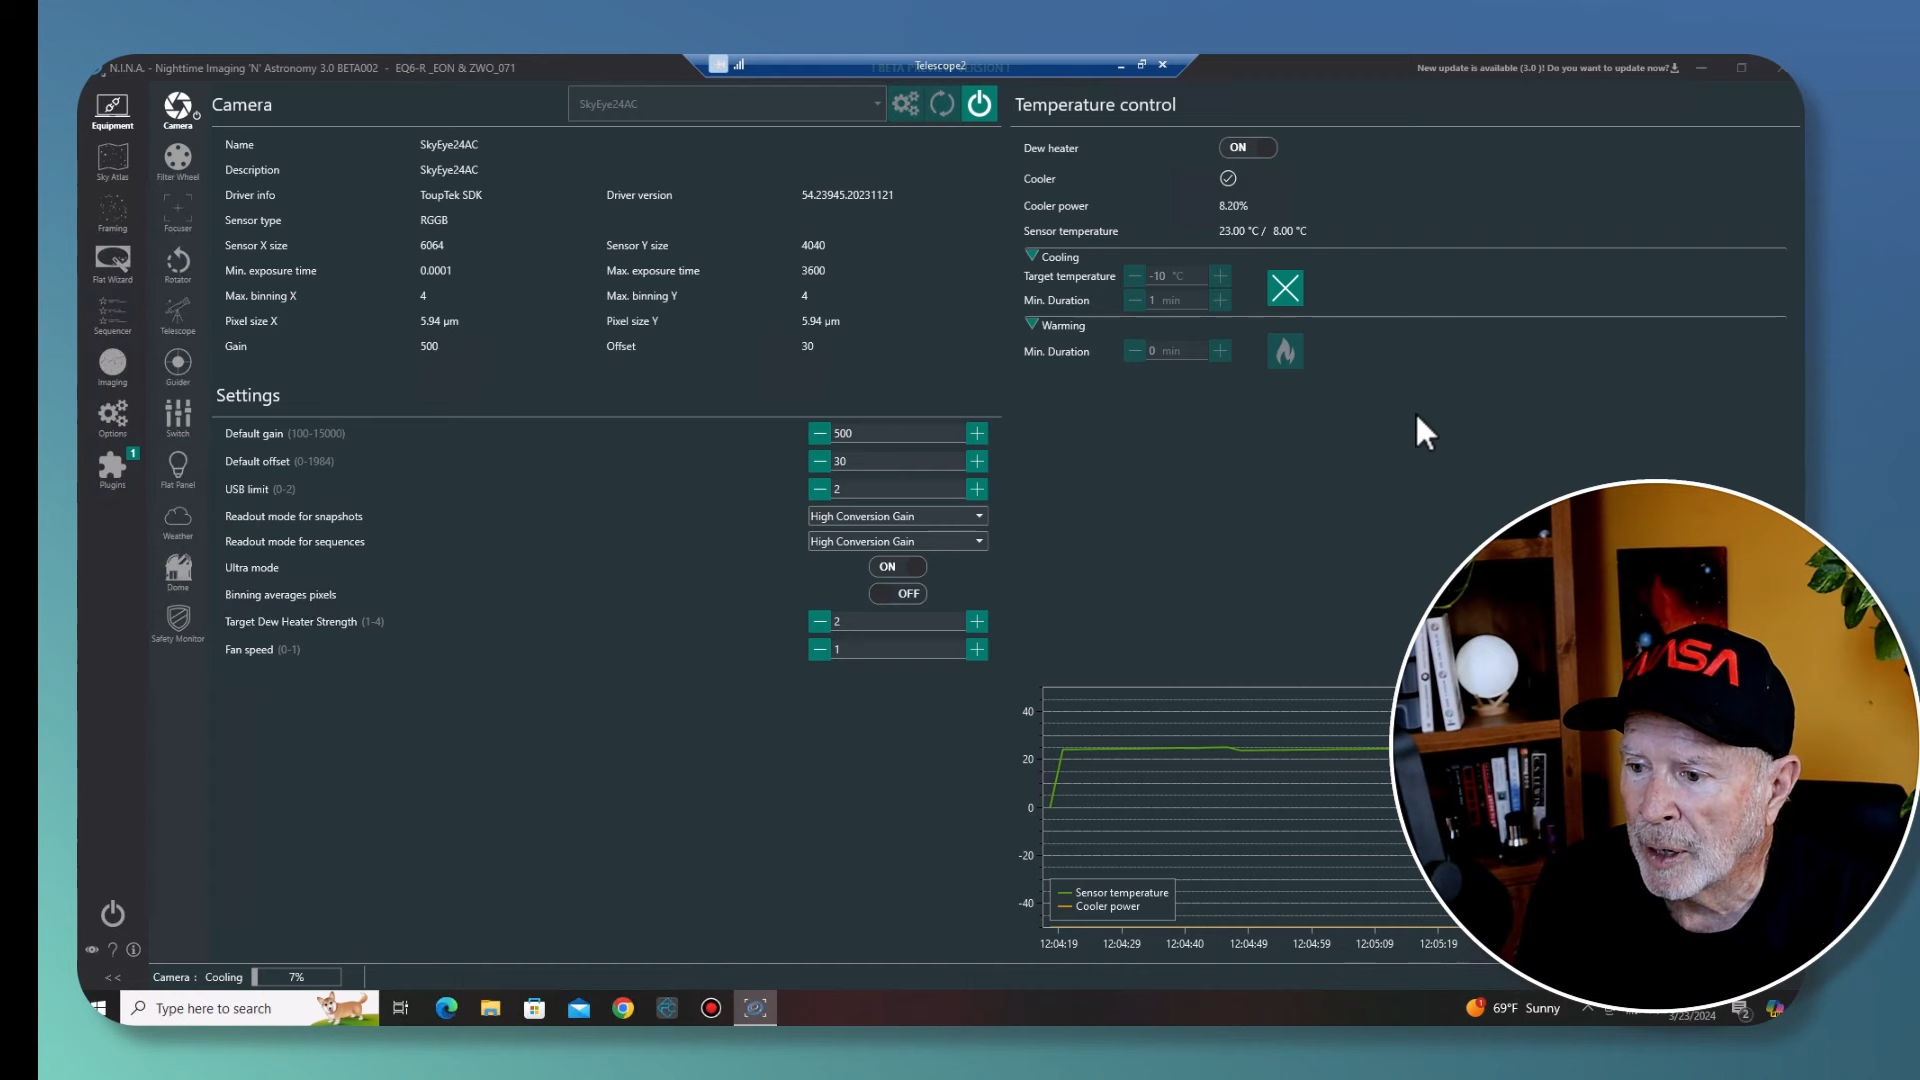 N.I.N.A. - Nighttime Imaging 'N' Astronomy 3.0 BETA002 - EQ6-R _EON & ZWO_071
Telescope2
New update is available (3.0 )! Do you want to update now?
Equipment
Sky Atlas
Framing
Flat Wizard
Sequencer
Imaging
Options
1
Plugins
Camera
Filter Wheel
Focuser
Rotator
Telescope
Guider
Switch
Flat Panel
Weather
Dome
Safety Monitor
Camera
SkyEye24AC
Name SkyEye24AC
Description SkyEye24AC
Driver info ToupTek SDK Driver version 54.23945.20231121
Sensor type RGGB
Sensor X size 6064 Sensor Y size 4040
Min. exposure time 0.0001 Max. exposure time 3600
Max. binning X 4 Max. binning Y 4
Pixel size X 5.94 µm Pixel size Y 5.94 µm
Gain 500 Offset 30
Settings
Default gain (100-15000) 500
Default offset (0-1984) 30
USB limit (0-2) 2
Readout mode for snapshots High Conversion Gain
Readout mode for sequences High Conversion Gain
Ultra mode ON
Binning averages pixels OFF
Target Dew Heater Strength (1-4) 2
Fan speed (0-1) 1
Temperature control
Dew heater ON
Cooler
Cooler power 8.20%
Sensor temperature 23.00 °C / 8.00 °C
Cooling
Target temperature -10 °C
Min. Duration 1 min
Warming
Min. Duration 0 min
40
20
0
-20
-40
Sensor temperature
Cooler power
12:04:19 12:04:29 12:04:40 12:04:49 12:04:59 12:05:09 12:05:19
NASA
<<
Camera : Cooling 7%
Type here to search
69°F Sunny
3/23/2024
2